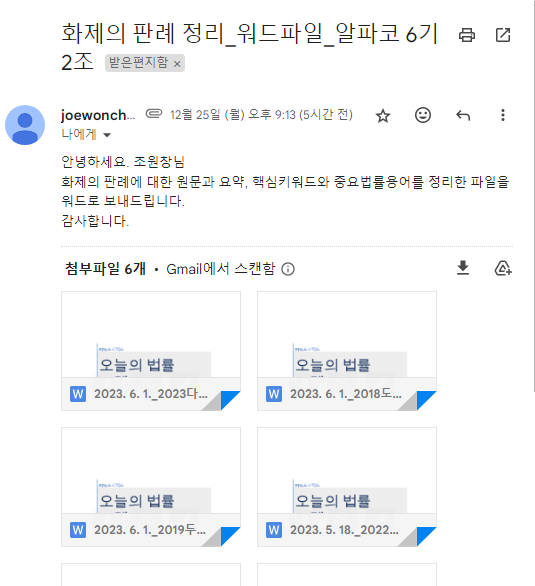 화제의 판례 정리_워드파일_알파코 6기
2조 받은편지함 ×
joewonch... 12월 25일 (월) 오후 9:13 (5시간 전)
나에게
안녕하세요. 조원창님
화제의 판례에 대한 원문과 요약, 핵심키워드와 중요법률용어를 정리한 파일을
워드로 보내드립니다.
감사합니다.
첨부파일 6개 • Gmail에서 스캔함
오늘의 법률
오늘의 법률
W 2023. 6. 1._2023다...
W 2023. 6. 1._2018도...
오늘의 법률
오늘의 법률
W 2023. 6. 1._2019두...
W 2023. 5. 18._2022...